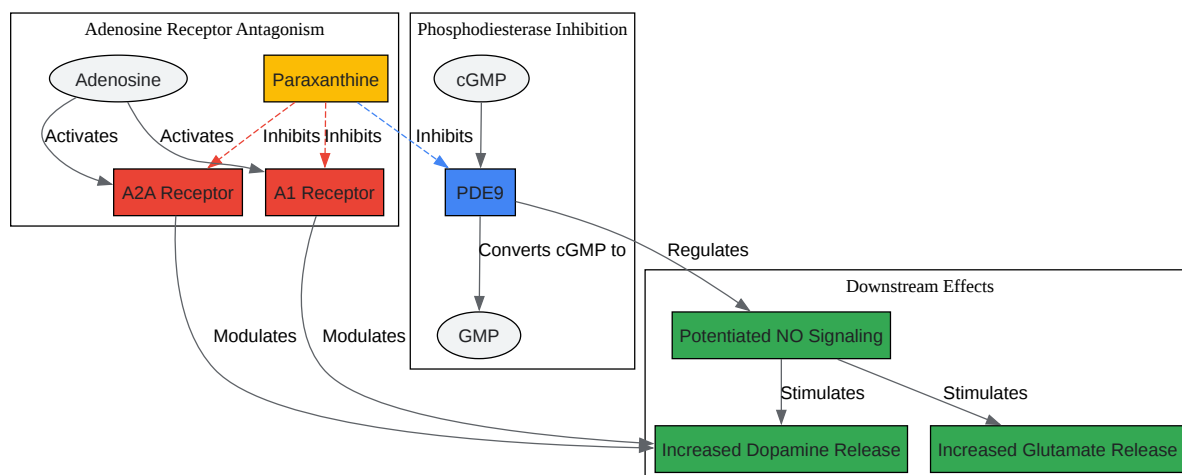 Adenosine Receptor Antagonism
Phosphodiesterase Inhibition
Adenosine
Paraxanthine
cGMP
Activates
Activates
Inhibits
Inhibits
Inhibits
A2A Receptor
A1 Receptor
PDE9
Converts cGMP to
Regulates
Downstream Effects
Modulates
Modulates
GMP
Potentiated NO Signaling
Stimulates
Stimulates
Increased Dopamine Release
Increased Glutamate Release